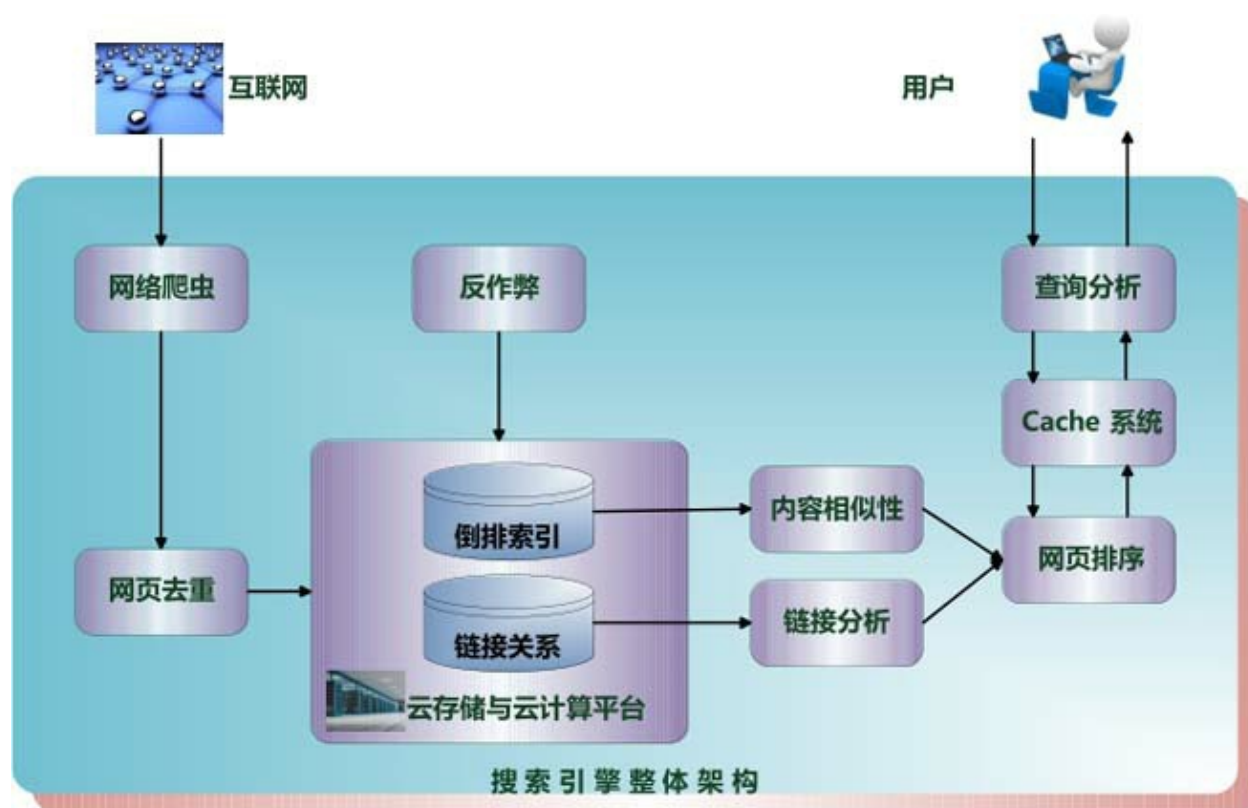 互联网
用户
网络爬虫
反作弊
查询分析
Cache 系统
倒排索引
内容相似性
网页排序
网页去重
链接关系
链接分析
云存储与云计算平台
搜索引擎整体架构